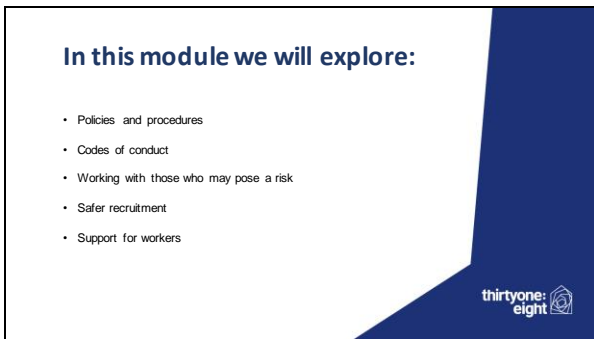 In this module we will explore:
• Policies and procedures
• Codes of conduct
• Working with those who may pose a risk
• Safer recruitment
• Support for workers
thirtyone:
eight